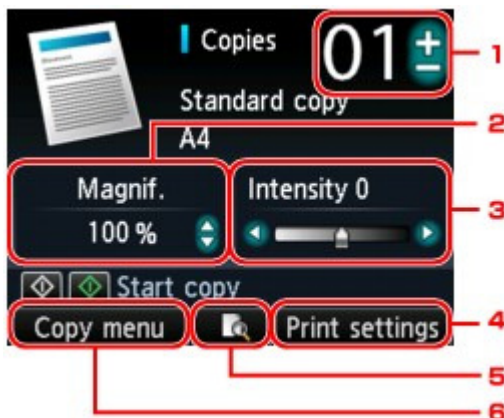 Copies 01
1
Standard copy
A4
2
Magnif.
100 %
Intensity 0
3
Start copy
Copy menu
Print settings
4
5
6